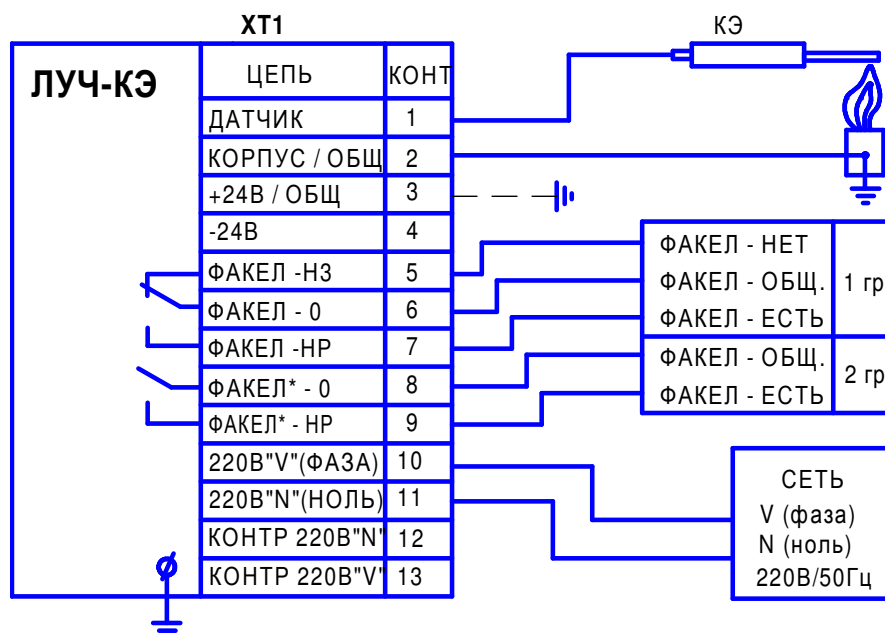 ХТ1
КЭ
ЛУЧ-КЭ
ЦЕПЬ КОНТ
ДАТЧИК 1
КОРПУС / ОБЩ 2
+24В / ОБЩ 3
-24В 4
ФАКЕЛ -НЗ 5
ФАКЕЛ - 0 6
ФАКЕЛ -НР 7
ФАКЕЛ* - 0 8
ФАКЕЛ* - НР 9
220В"V"(ФАЗА) 10
220В"N"(НОЛЬ) 11
КОНТР 220В"N" 12
КОНТР 220В"V" 13
ФАКЕЛ - НЕТ
ФАКЕЛ - ОБЩ.
ФАКЕЛ - ЕСТЬ
1 гр
ФАКЕЛ - ОБЩ.
ФАКЕЛ - ЕСТЬ
2 гр
СЕТЬ
V (фаза)
N (ноль)
220В/50Гц